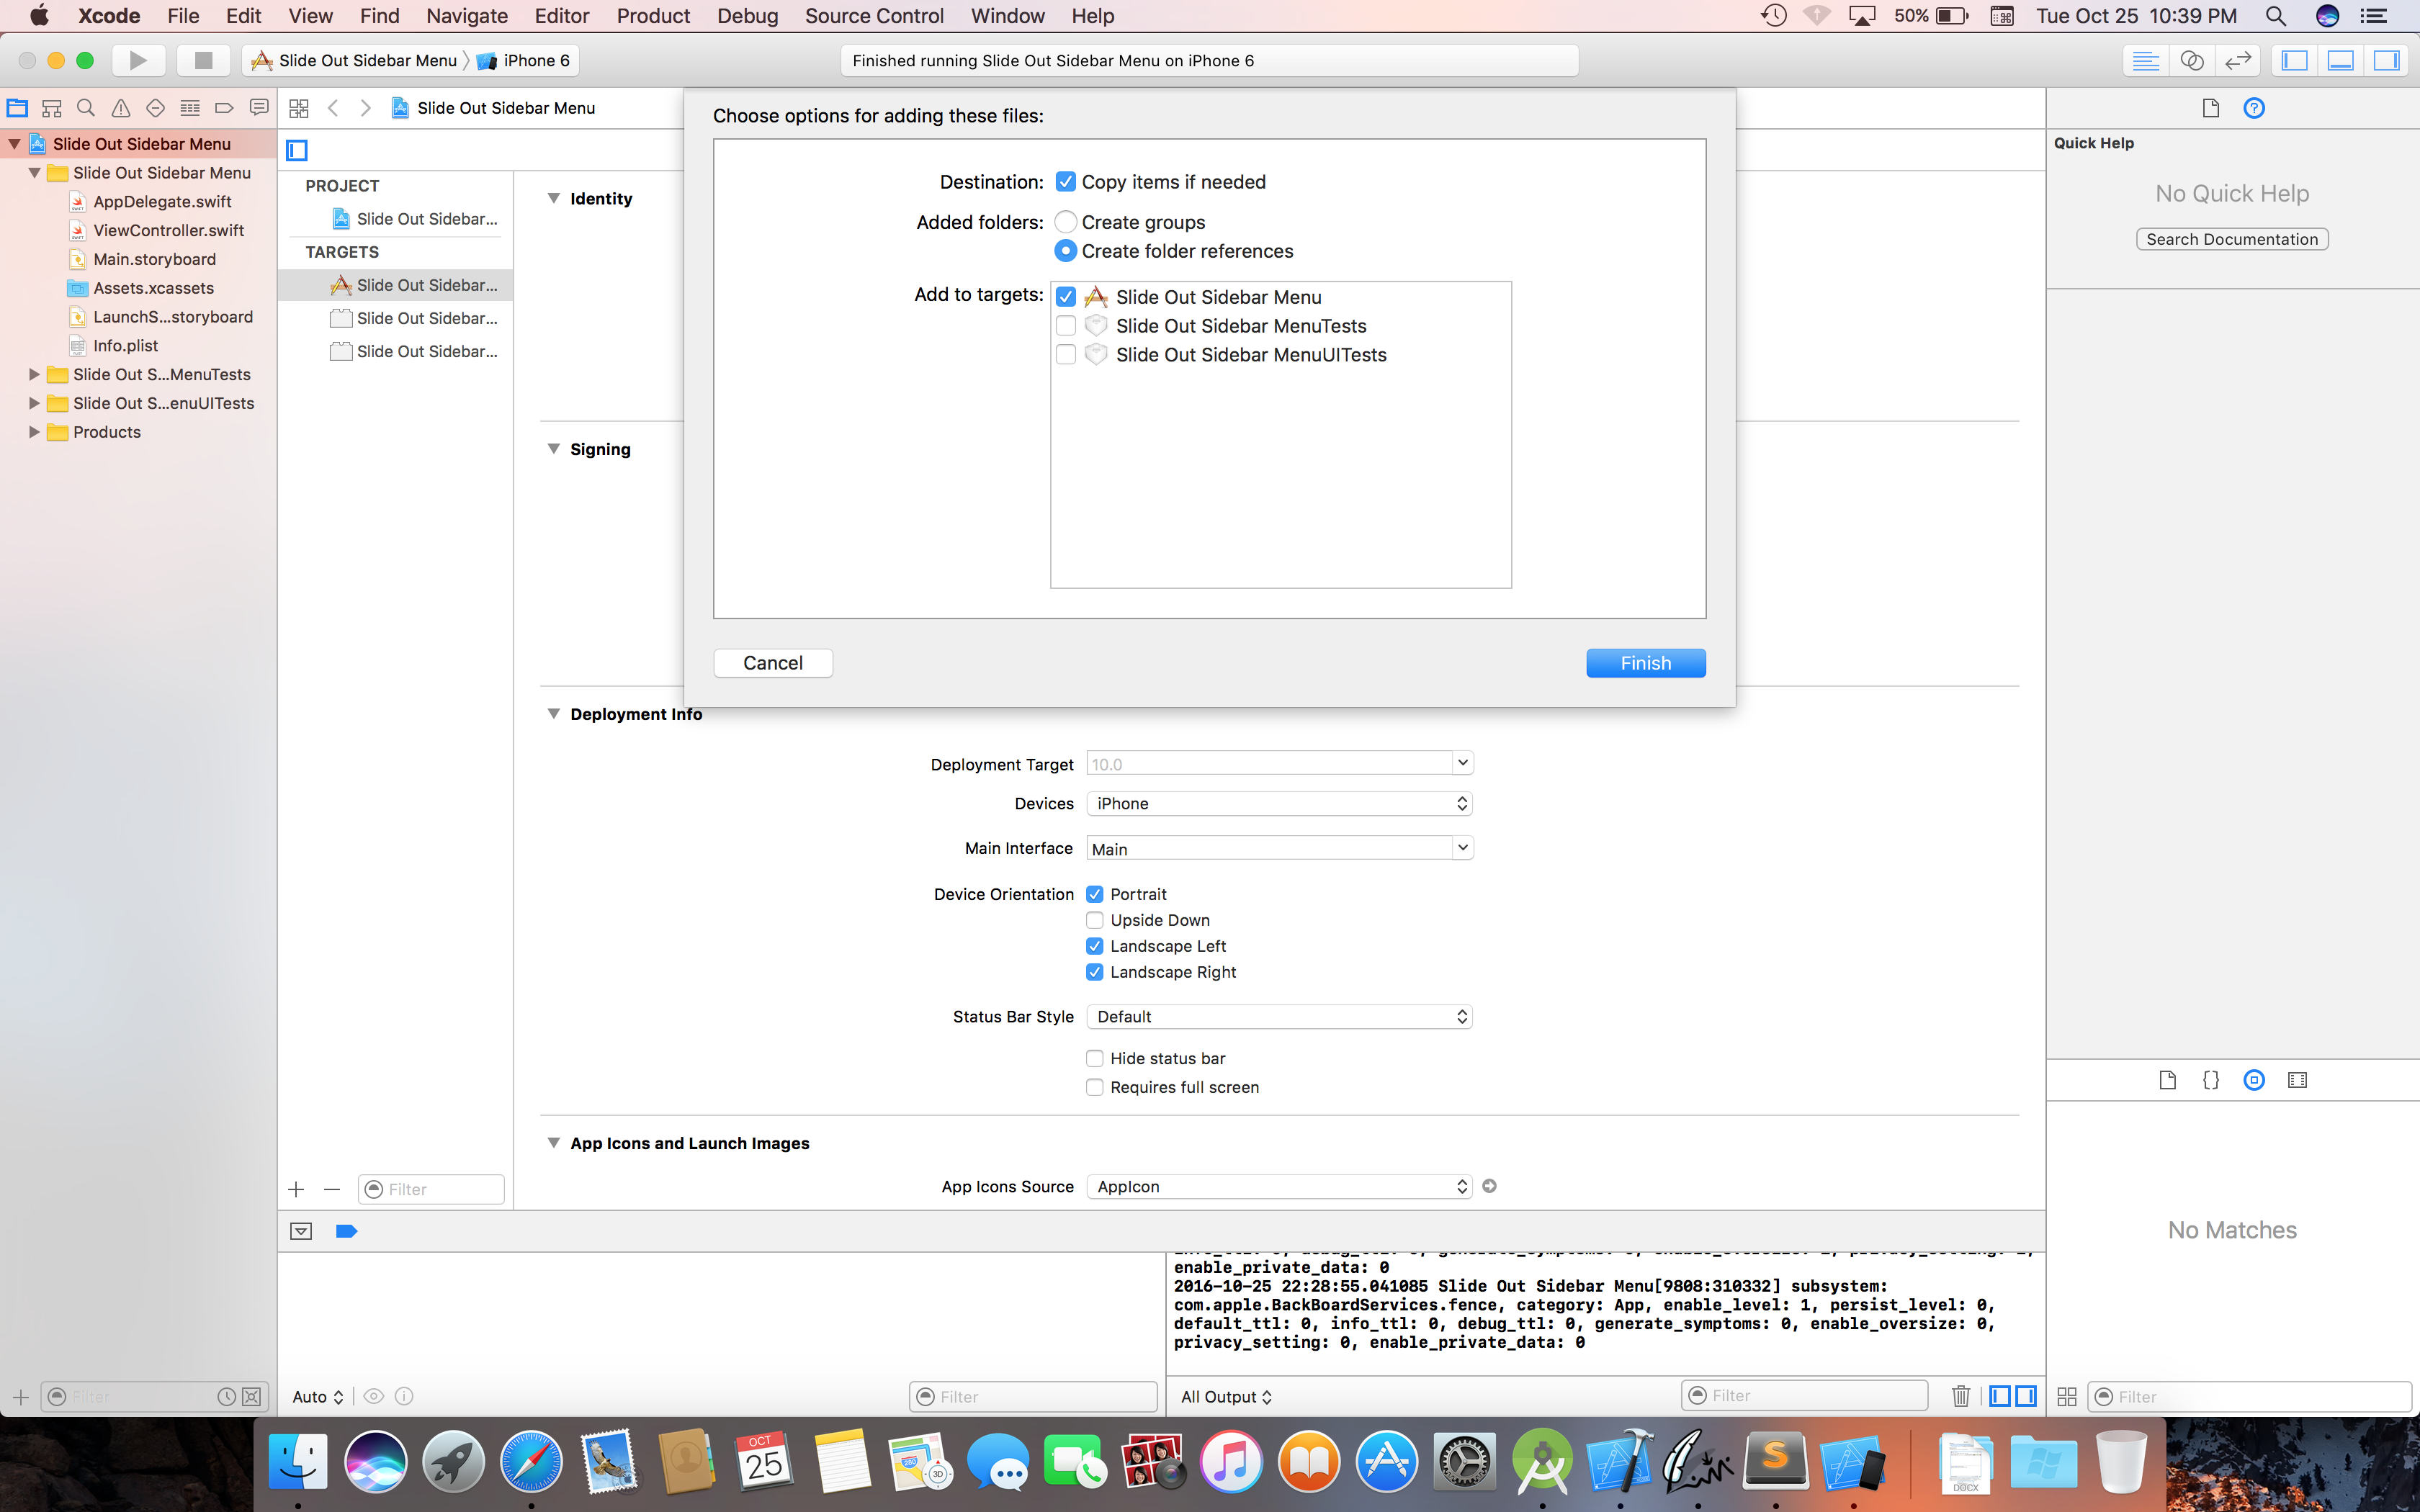 Xcode File Edit View Find Navigate Editor Product Debug Source Control Window Help 50% Tue Oct 25 10:39 PM
Slide Out Sidebar Menu iPhone 6
Finished running Slide Out Sidebar Menu on iPhone 6
Slide Out Sidebar Menu
Slide Out Sidebar Menu
AppDelegate.swift
ViewController.swift
Main.storyboard
Assets.xcassets
LaunchS...storyboard
Info.plist
Slide Out S...MenuTests
Slide Out S...enuUITests
Products
Filter
Slide Out Sidebar Menu
PROJECT
Slide Out Sidebar...
TARGETS
Slide Out Sidebar...
Slide Out Sidebar...
Slide Out Sidebar...
Filter
Identity
Signing
Choose options for adding these files:
Destination: Copy items if needed
Added folders: Create groups
Create folder references
Add to targets: Slide Out Sidebar Menu
Slide Out Sidebar MenuTests
Slide Out Sidebar MenuUITests
Cancel Finish
Deployment Info
Deployment Target 10.0
Devices iPhone
Main Interface Main
Device Orientation Portrait
Upside Down
Landscape Left
Landscape Right
Status Bar Style Default
Hide status bar
Requires full screen
App Icons and Launch Images
App Icons Source AppIcon
Quick Help
No Quick Help
Search Documentation
No Matches
Filter
enable_private_data: 0
2016-10-25 22:28:55.041085 Slide Out Sidebar Menu[9808:310332] subsystem:
com.apple.BackBoardServices.fence, category: App, enable_level: 1, persist_level: 0,
default_ttl: 0, info_ttl: 0, debug_ttl: 0, generate_symptoms: 0, enable_oversize: 0,
privacy_setting: 0, enable_private_data: 0
Auto Filter
All Output Filter
OCT
25
280
3D
S
DOCX